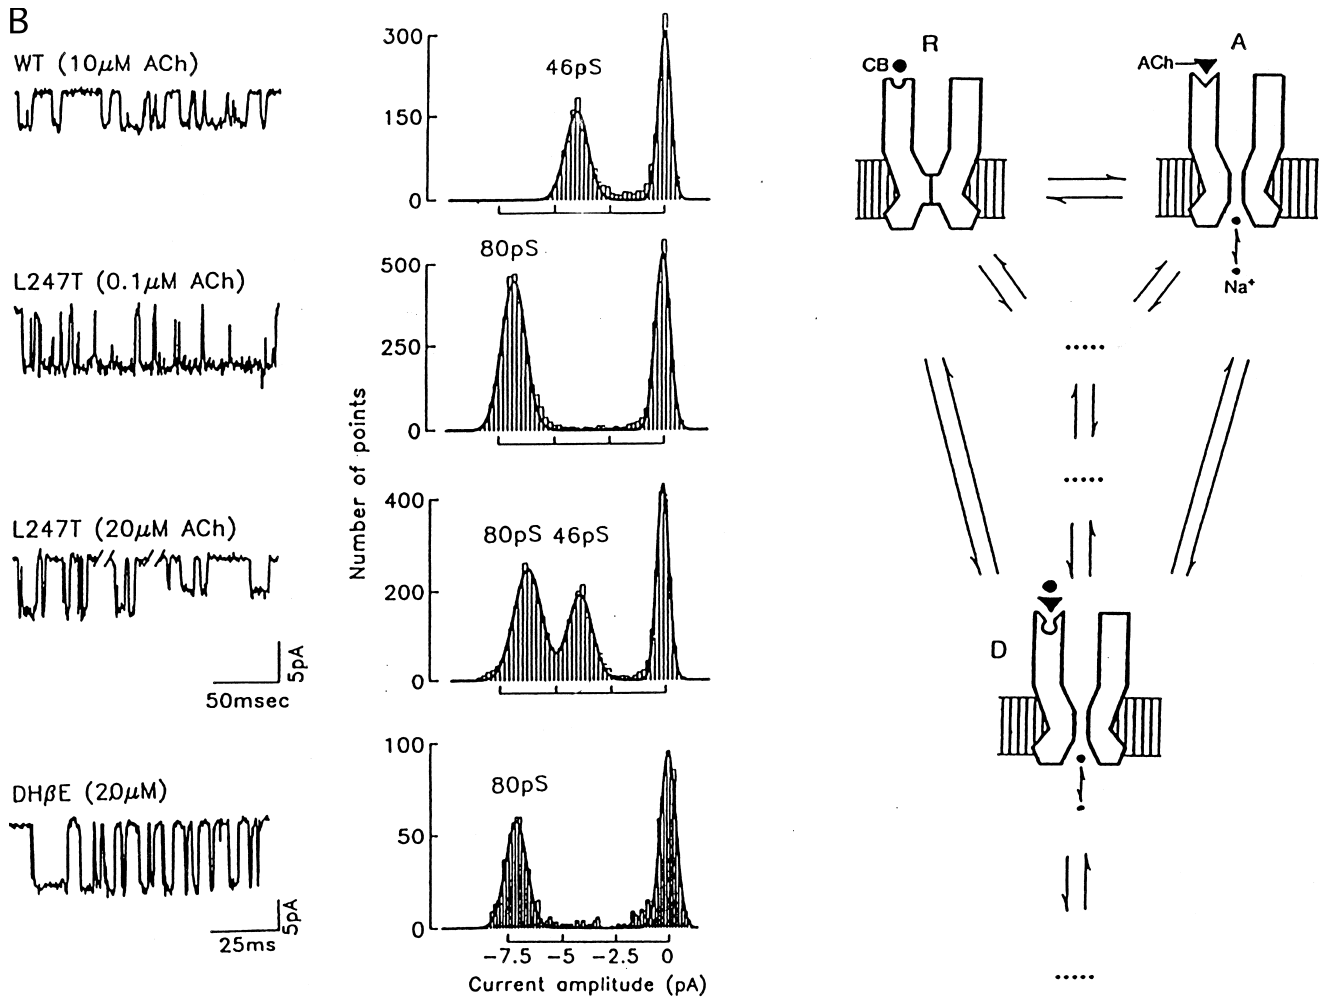 B
WT (10μM ACh)
300
150
0
46pS
L247T (0.1μM ACh)
500
250
0
80pS
L247T (20μM ACh)
400
200
0
80pS 46pS
5pA
50msec
DHβE (20μM)
100
50
0
80pS
5pA
25ms
Number of points
-7.5 -5 -2.5 0
Current amplitude (pA)
R
CB
A
ACh
Na⁺
.....
.....
D
.....